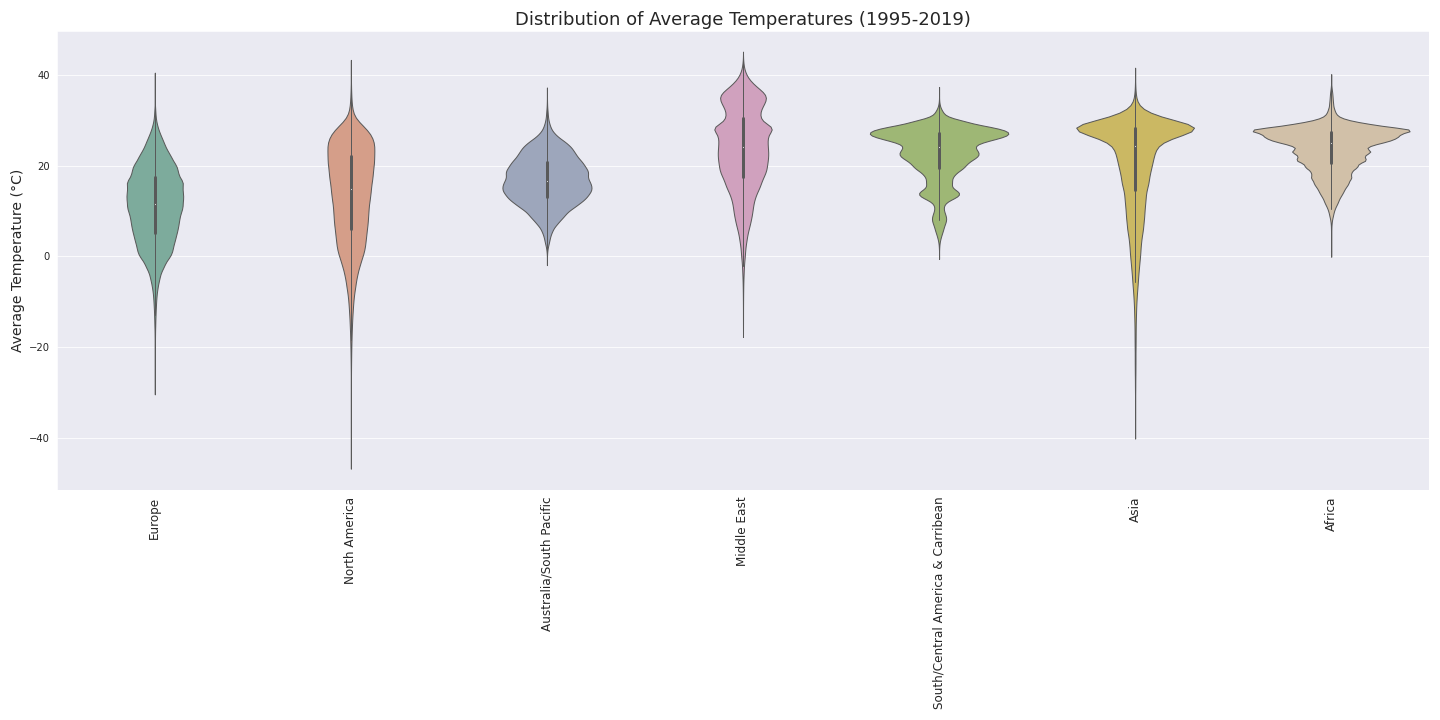 Distribution of Average Temperatures (1995-2019)
Average Temperature (°C)
40
20
0
−20
−40
Europe
North America
Australia/South Pacific
Middle East
South/Central America & Carribean
Asia
Africa